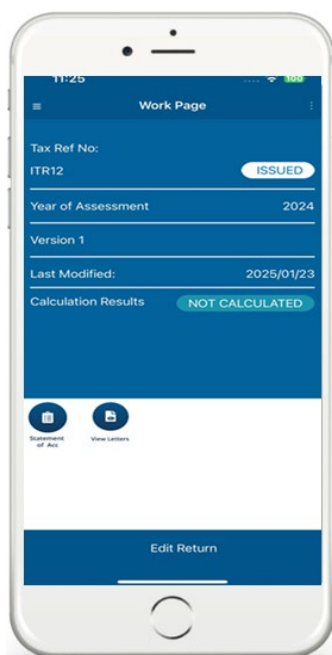 11:25 100
Work Page
Tax Ref No:
ITR12 ISSUED
Year of Assessment 2024
Version 1
Last Modified: 2025/01/23
Calculation Results NOT CALCULATED
Statement View Letters
of Acc
Edit Return